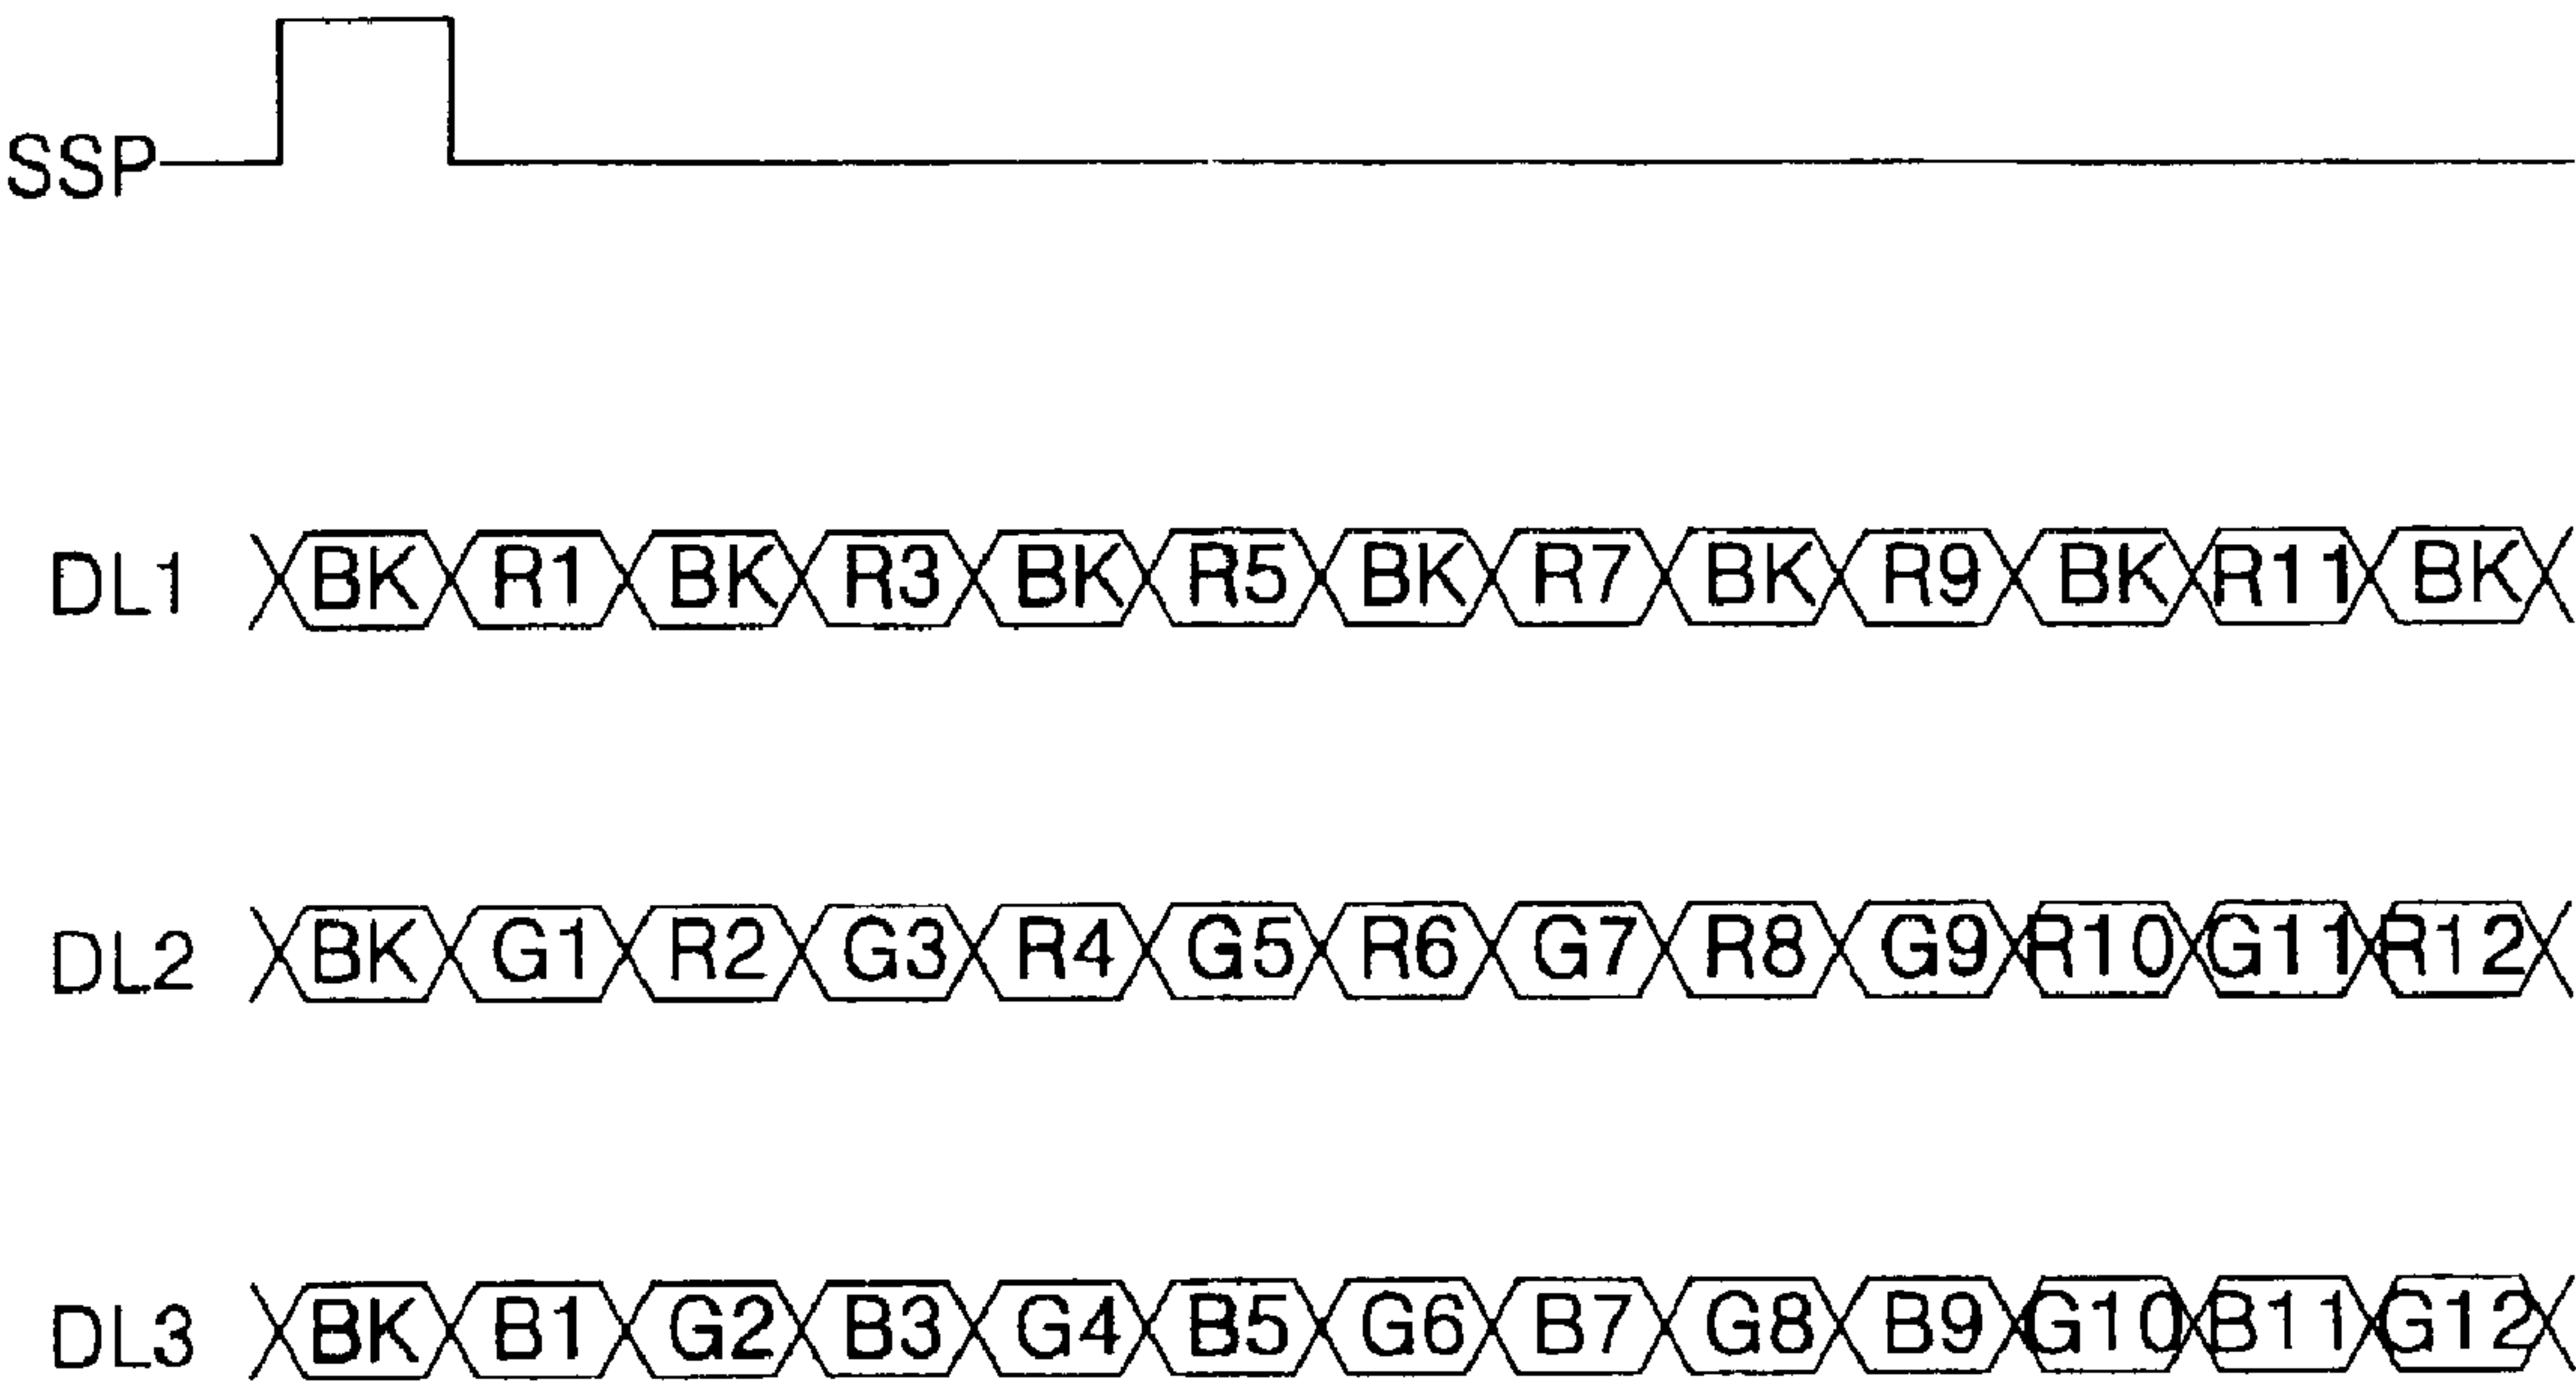 SSP
DL1 BK R1 BK R3 BK R5 BK R7 BK R9 BK R11 BK
DL2 BK G1 R2 G3 R4 G5 R6 G7 R8 G9 R10 G11 R12
DL3 BK B1 G2 B3 G4 B5 G6 B7 G8 B9 G10 B11 G12